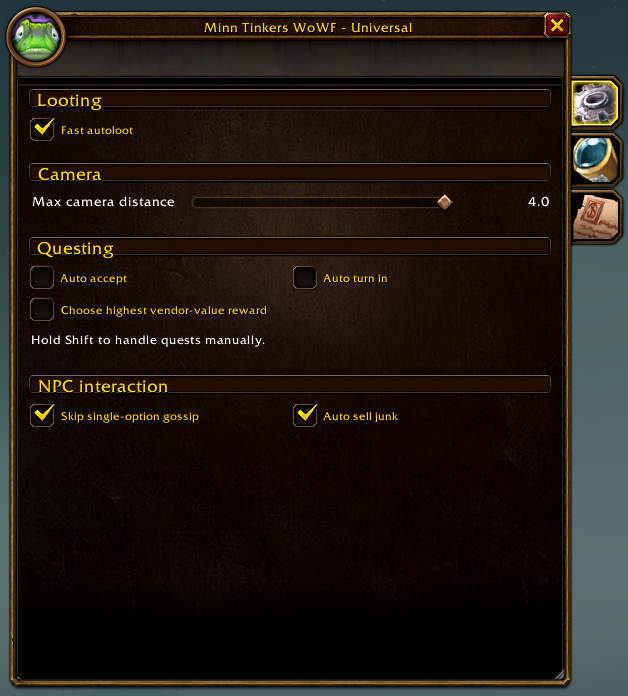 Minn Tinkers WoWF - Universal
Looting
Fast autoloot
Camera
Max camera distance 4.0
Questing
Auto accept Auto turn in
Choose highest vendor-value reward
Hold Shift to handle quests manually.
NPC interaction
Skip single-option gossip Auto sell junk